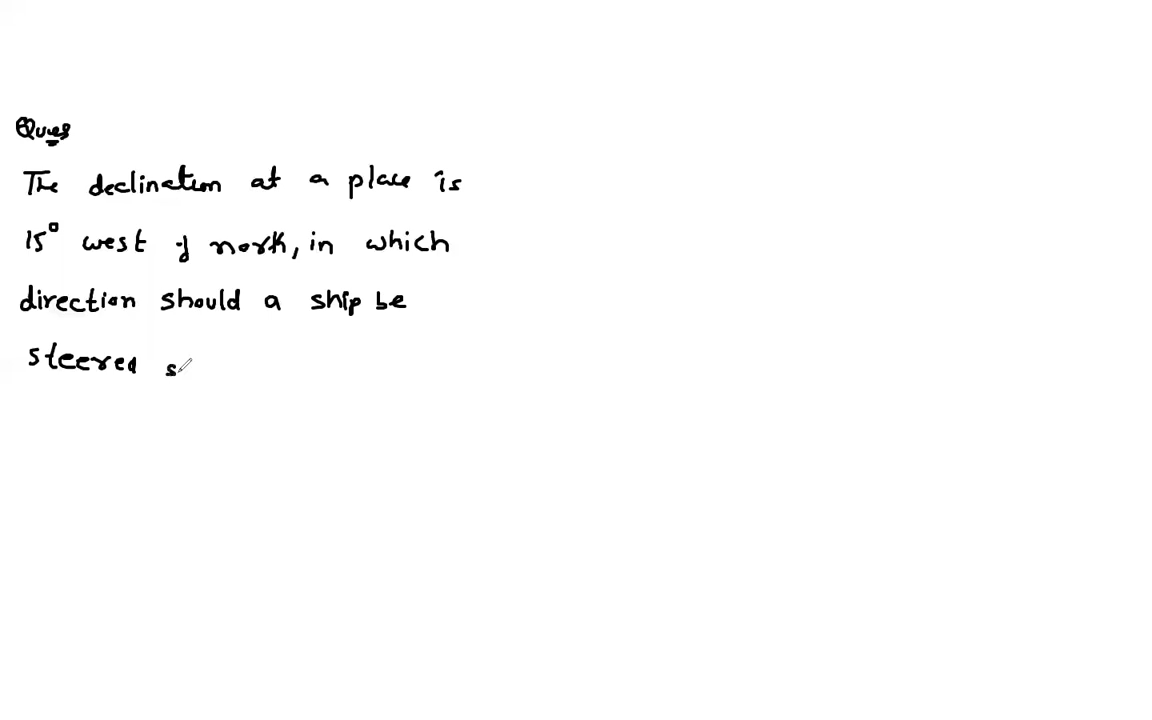 Ques
The declination at a place is
15° west of north, in which
direction should a ship be
steered s